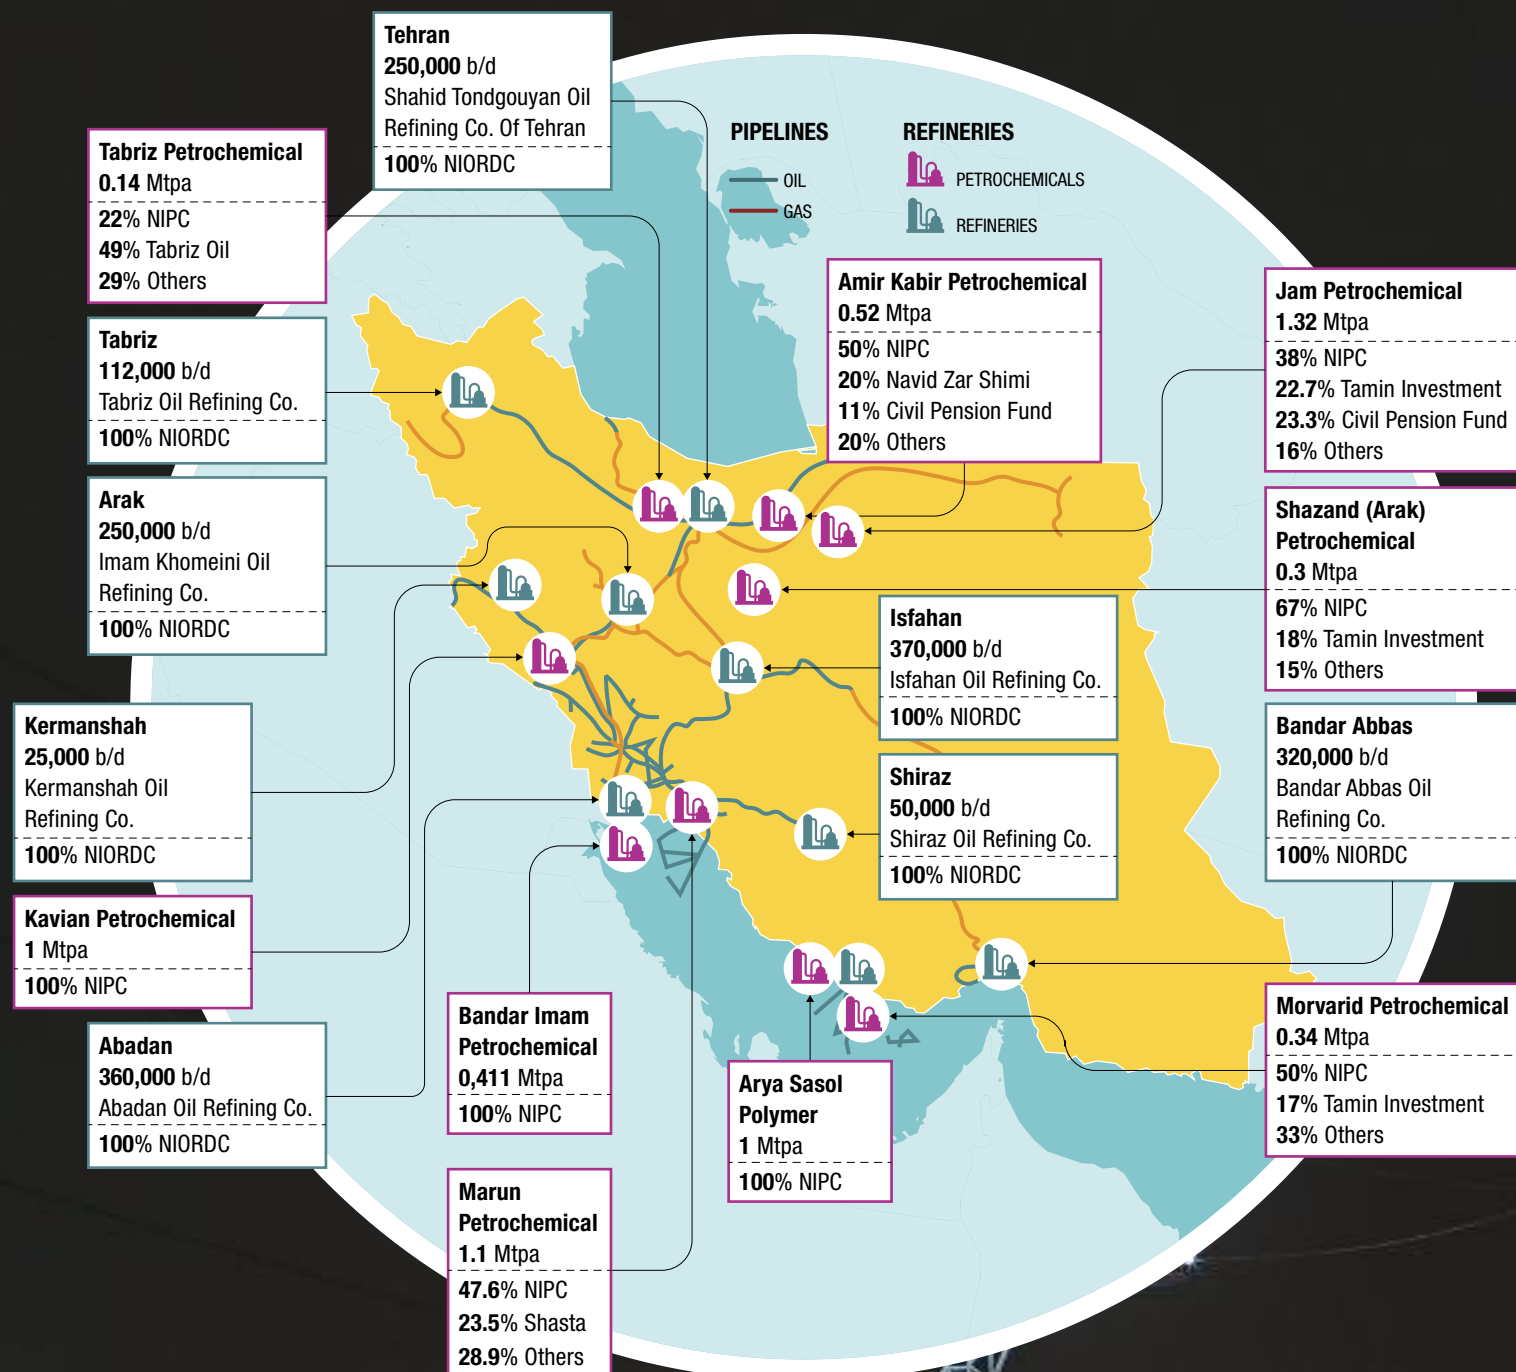 Tehran
250,000 b/d
Shahid Tondgouyan Oil
Refining Co. Of Tehran
100% NIORDC
PIPELINES
OIL
GAS
REFINERIES
PETROCHEMICALS
REFINERIES
Tabriz Petrochemical
0.14 Mtpa
22% NIPC
49% Tabriz Oil
29% Others
Tabriz
112,000 b/d
Tabriz Oil Refining Co.
100% NIORDC
Arak
250,000 b/d
Imam Khomeini Oil
Refining Co.
100% NIORDC
Kermanshah
25,000 b/d
Kermanshah Oil
Refining Co.
100% NIORDC
Kavian Petrochemical
1 Mtpa
100% NIPC
Abadan
360,000 b/d
Abadan Oil Refining Co.
100% NIORDC
Bandar Imam
Petrochemical
0,411 Mtpa
100% NIPC
Marun
Petrochemical
1.1 Mtpa
47.6% NIPC
23.5% Shasta
28.9% Others
Arya Sasol
Polymer
1 Mtpa
100% NIPC
Amir Kabir Petrochemical
0.52 Mtpa
50% NIPC
20% Navid Zar Shimi
11% Civil Pension Fund
20% Others
Isfahan
370,000 b/d
Isfahan Oil Refining Co.
100% NIORDC
Shiraz
50,000 b/d
Shiraz Oil Refining Co.
100% NIORDC
Jam Petrochemical
1.32 Mtpa
38% NIPC
22.7% Tamin Investment
23.3% Civil Pension Fund
16% Others
Shazand (Arak)
Petrochemical
0.3 Mtpa
67% NIPC
18% Tamin Investment
15% Others
Bandar Abbas
320,000 b/d
Bandar Abbas Oil
Refining Co.
100% NIORDC
Morvarid Petrochemical
0.34 Mtpa
50% NIPC
17% Tamin Investment
33% Others